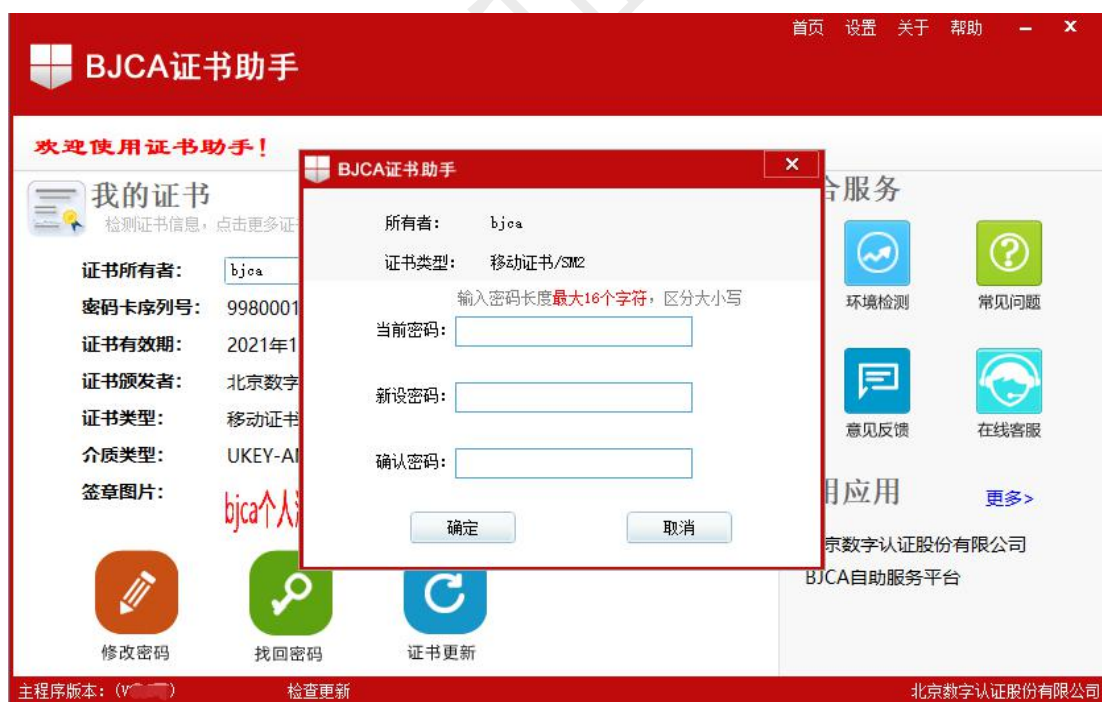 首页 设置 关于 帮助
BJCA证书助手
欢迎使用证书助手！
我的证书
检测证书信息，点击更多证
证书所有者： bjca
密码卡序列号： 9980001
证书有效期： 2021年1
证书颁发者： 北京数字
证书类型： 移动证书
介质类型： UKEY-A
签章图片：
bjca个人
修改密码
找回密码
证书更新
BJCA证书助手
所有者： bjca
证书类型： 移动证书/SM2
输入密码长度最大16个字符，区分大小写
当前密码：
新设密码：
确认密码：
确定 取消
服务
环境检测 常见问题
意见反馈 在线客服
应用 更多>
京数字认证股份有限公司
BJCA自助服务平台
主程序版本：(V ) 检查更新 北京数字认证股份有限公司